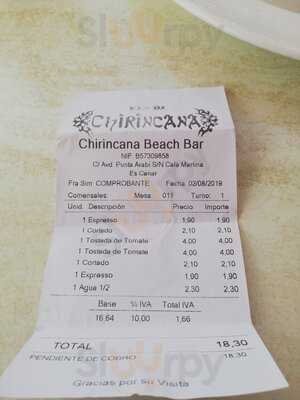 Sluurpy
CHIRINCANA
Chirincana Beach Bar
NIF. B57309858
C/ Avd. Punta Arabi S/N Cala Martina
Es Canar
Fra.Sim. COMPROBANTE Fecha: 02/08/2019
Comensales: Mesa: 011 Turno: 1
Unid. Descripción Precio Importe
1 Espresso 1,90 1,90
1 Cortado 2,10 2,10
1 Tostada de Tomate 4,00 4,00
1 Tostada de Tomate 4,00 4,00
1 Cortado 2,10 2,10
1 Espresso 1,90 1,90
1 Agua 1/2 2,30 2,30
Base % IVA Total IVA
16,64 10,00 1,66
TOTAL 18,30
PENDIENTE DE COBRO 18,30
Sluurpy
Gracias por su Visita